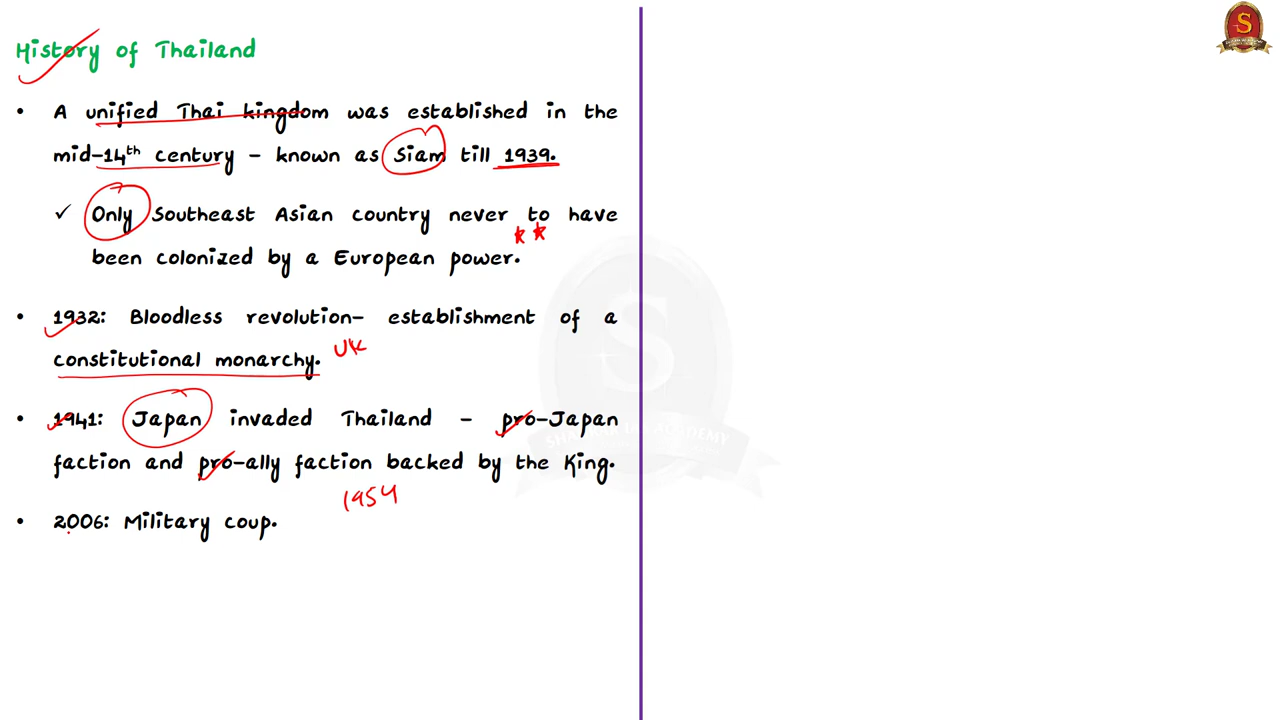 History of Thailand
• A unified Thai kingdom was established in the
mid-14th century – known as Siam till 1939.
✓ Only Southeast Asian country never to have
been colonized by a European power.
• 1932: Bloodless revolution– establishment of a
constitutional monarchy. UK
• 1941: Japan invaded Thailand – pro-Japan
faction and pro-ally faction backed by the King.
1954
• 2006: Military coup.
S